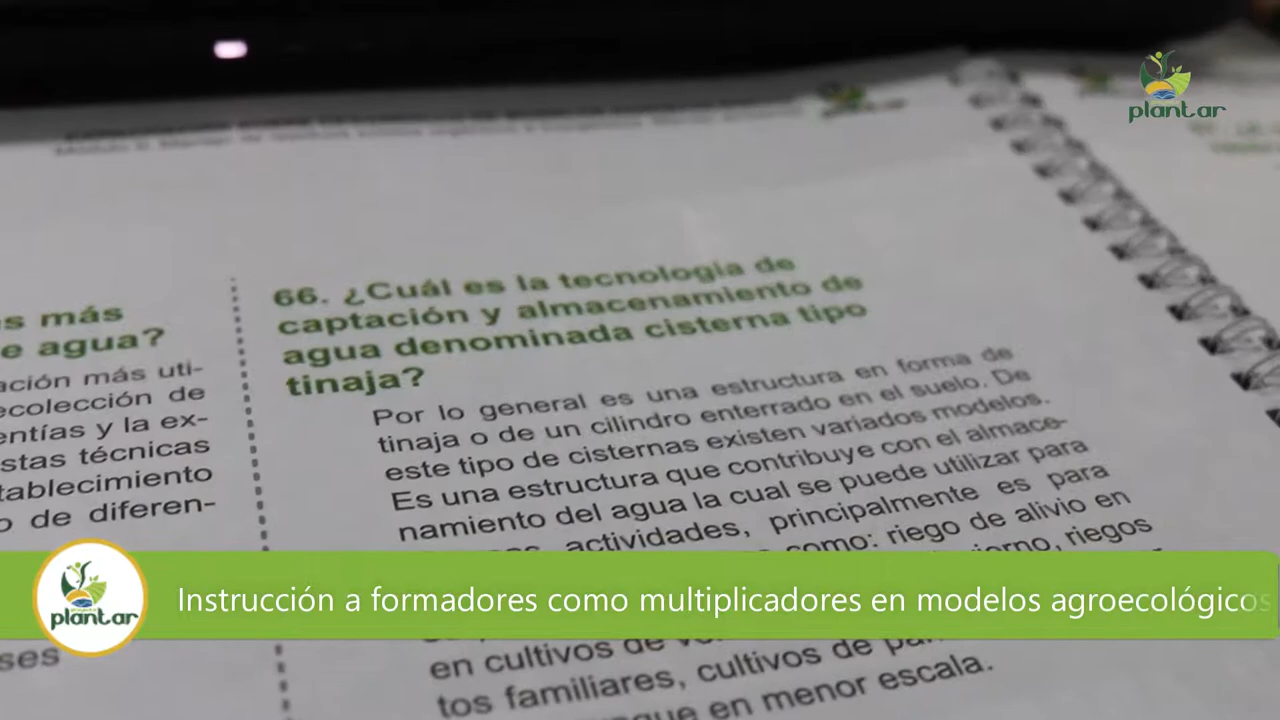 plantar
s más
e agua?
ación más uti-
ecolección de
entías y la ex-
stas técnicas
tablecimiento
o de diferen-
ses
66. ¿Cuál es la tecnología de
captación y almacenamiento de
agua denominada cisterna tipo
tinaja?
Por lo general es una estructura en forma de
tinaja o de un cilindro enterrado en el suelo. De
este tipo de cisternas existen variados modelos.
Es una estructura que contribuye con el almace-
namiento del agua la cual se puede utilizar para
actividades, principalmente es para
como: riego de alivio en
riegos
en cultivos de
tos familiares, cultivos de
en menor escala.
plantar
Instrucción a formadores como multiplicadores en modelos agroecológicos